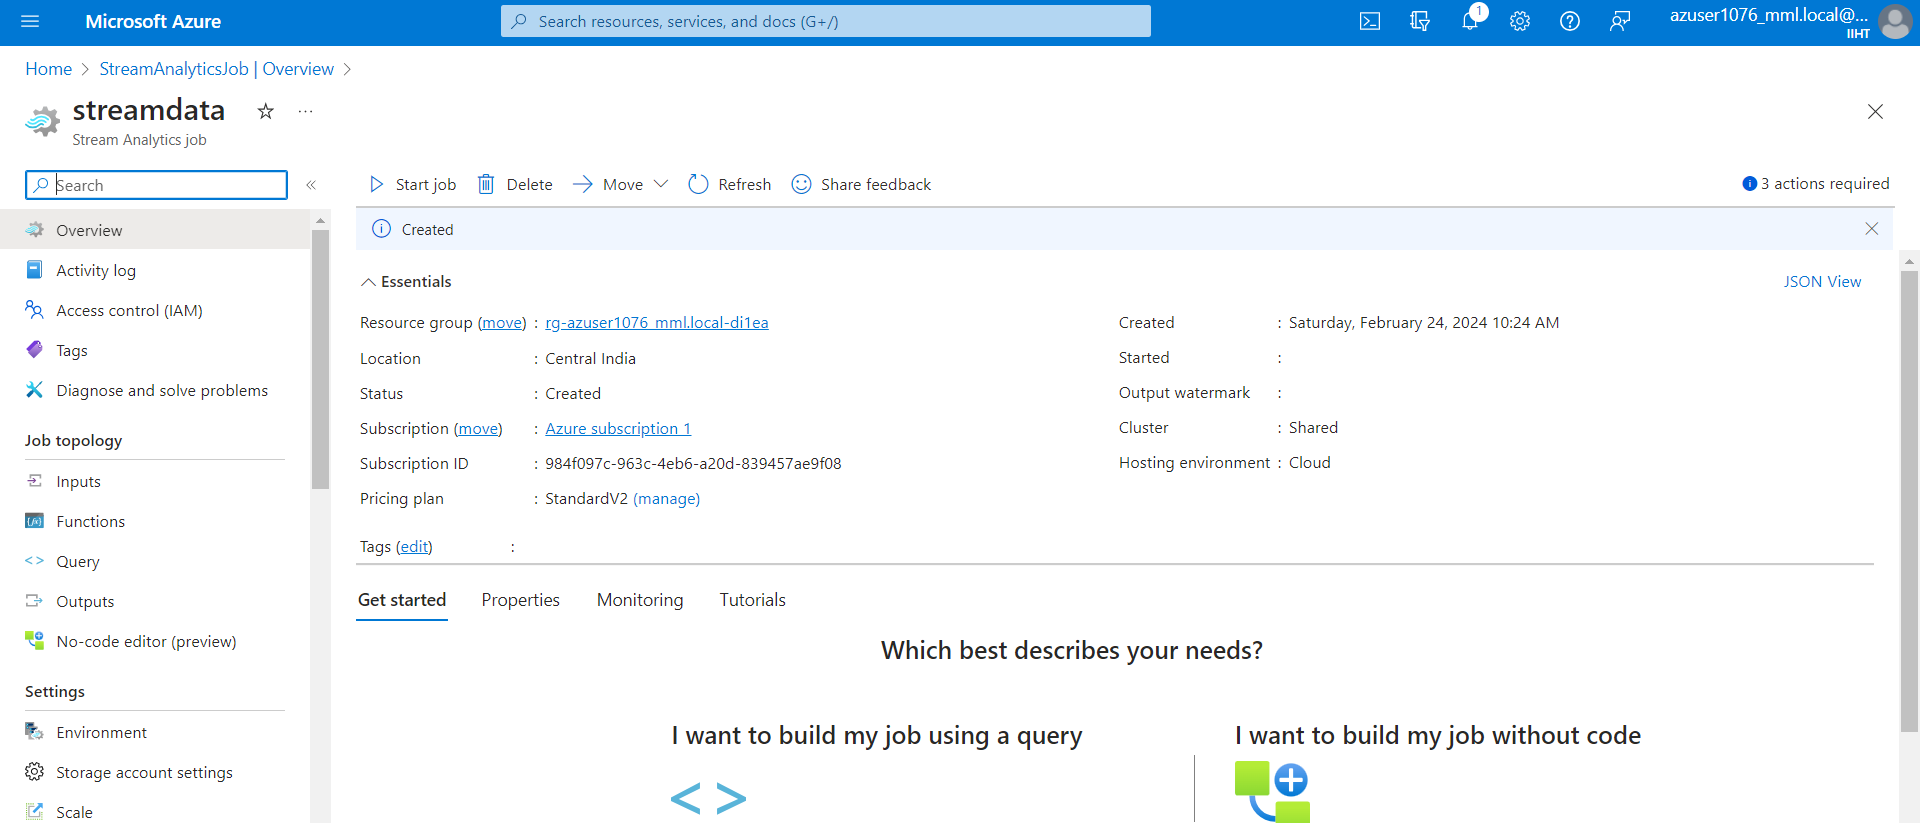 Microsoft Azure
Search resources, services, and docs (G+/)
1
azuser1076_mml.local@...
IIHT
Home > StreamAnalyticsJob | Overview >
streamdata
...
Stream Analytics job
Search
«
Start job
Delete
Move
Refresh
Share feedback
3 actions required
Overview
Activity log
Access control (IAM)
Tags
Diagnose and solve problems
Job topology
Inputs
Functions
Query
Outputs
No-code editor (preview)
Settings
Environment
Storage account settings
Scale
Created
Essentials
JSON View
Resource group (move) : rg-azuser1076_mml.local-di1ea
Location : Central India
Status : Created
Subscription (move) : Azure subscription 1
Subscription ID : 984f097c-963c-4eb6-a20d-839457ae9f08
Pricing plan : StandardV2 (manage)
Created : Saturday, February 24, 2024 10:24 AM
Started :
Output watermark :
Cluster : Shared
Hosting environment : Cloud
Tags (edit) :
Get started
Properties
Monitoring
Tutorials
Which best describes your needs?
I want to build my job using a query
I want to build my job without code